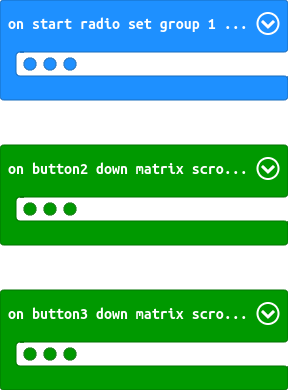 on start radio set group 1 ...
on button2 down matrix scro...
on button3 down matrix scro...